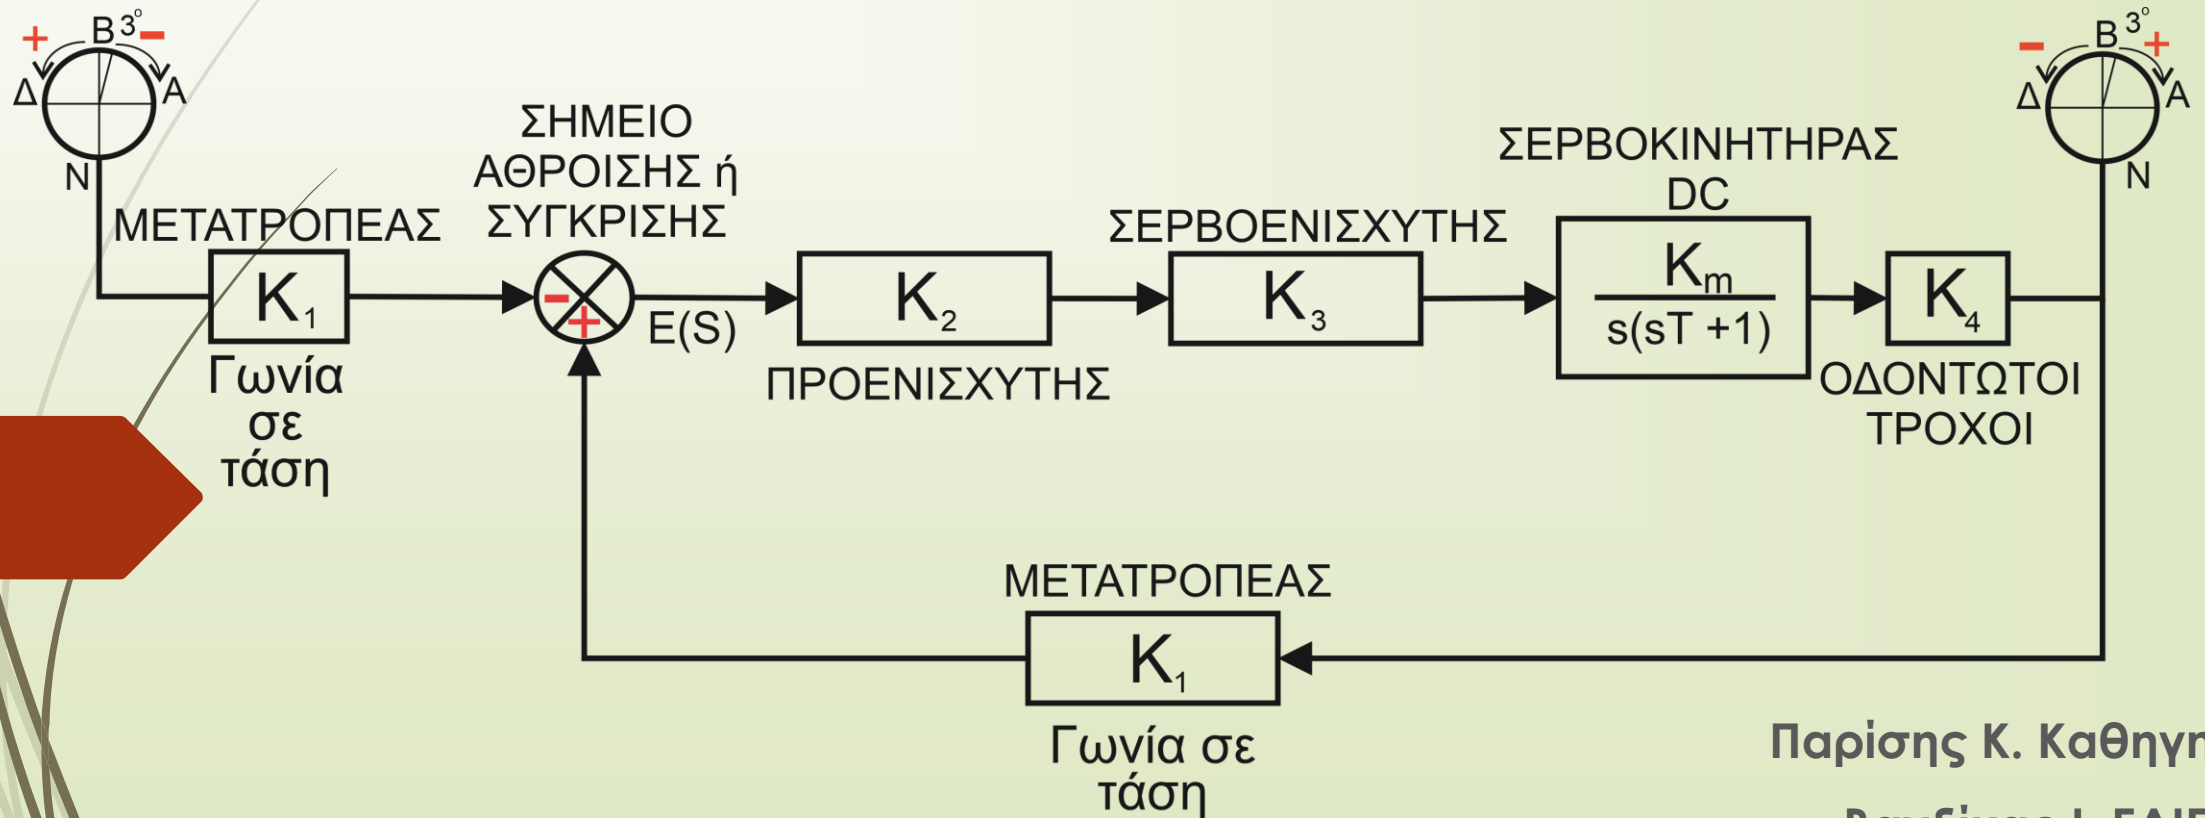 + B 3° -
Δ A
N
ΜΕΤΑΤΡΟΠΕΑΣ
K1
Γωνία
σε
τάση
ΣΗΜΕΙΟ
ΑΘΡΟΙΣΗΣ ή
ΣΥΓΚΡΙΣΗΣ
-
+
E(S)
K2
ΠΡΟΕΝΙΣΧΥΤΗΣ
ΣΕΡΒΟΕΝΙΣΧΥΤΗΣ
K3
ΣΕΡΒΟΚΙΝΗΤΗΡΑΣ
DC
Km
s(sT +1)
K4
ΟΔΟΝΤΩΤΟΙ
ΤΡΟΧΟΙ
- B 3° +
Δ A
N
ΜΕΤΑΤΡΟΠΕΑΣ
K1
Γωνία σε
τάση
Παρίσης Κ.